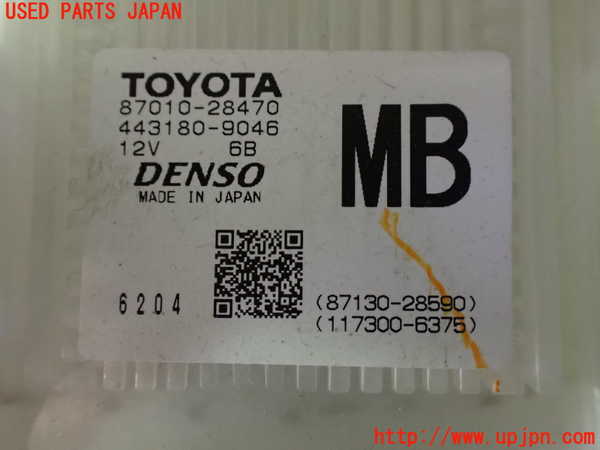 USED PARTS JAPAN
TOYOTA
87010-28470
443180-9046
12V 6B
DENSO
MADE IN JAPAN
MB
6204
(87130-28590)
(117300-6375)
http://www.upjpn.com/